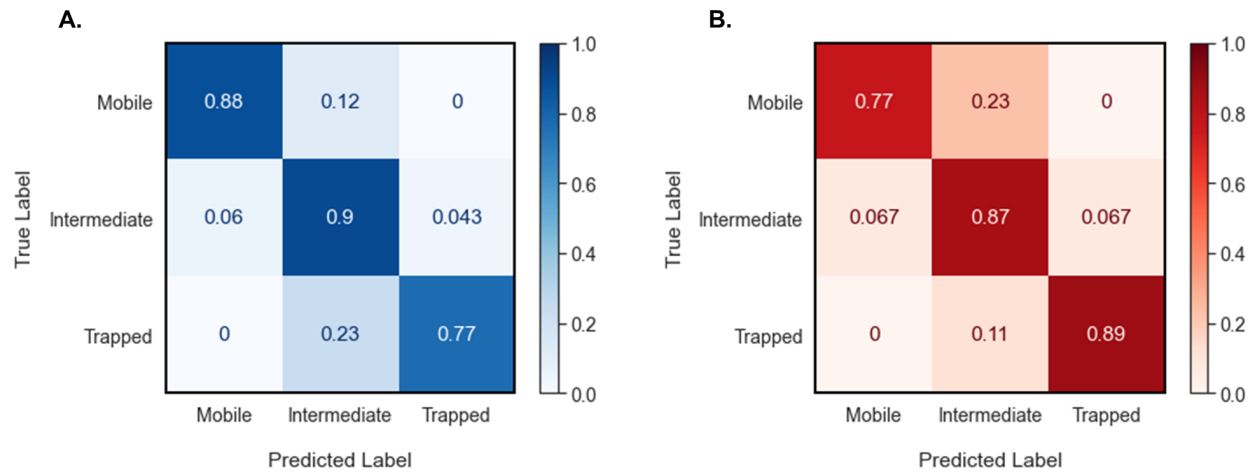 A.
True Label
Mobile
Intermediate
Trapped
0.88 0.12 0
0.06 0.9 0.043
0 0.23 0.77
Mobile Intermediate Trapped
Predicted Label
1.0
0.8
0.6
0.4
0.2
0.0
B.
True Label
Mobile
Intermediate
Trapped
0.77 0.23 0
0.067 0.87 0.067
0 0.11 0.89
Mobile Intermediate Trapped
Predicted Label
1.0
0.8
0.6
0.4
0.2
0.0